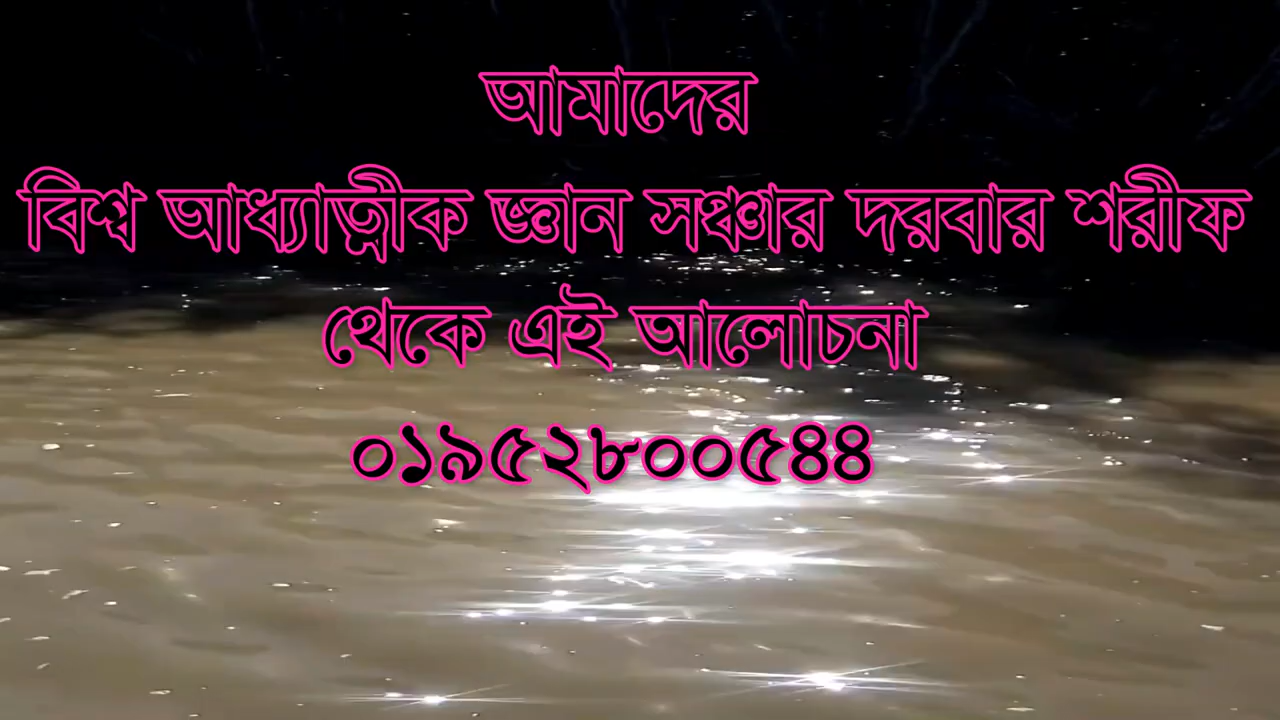 আমাদের
বিশ্ব আধ্যাত্নীক জ্ঞান সঞ্চার দরবার শরীফ
থেকে এই আলোচনা
০১৯৫২৮০০৫৪৪